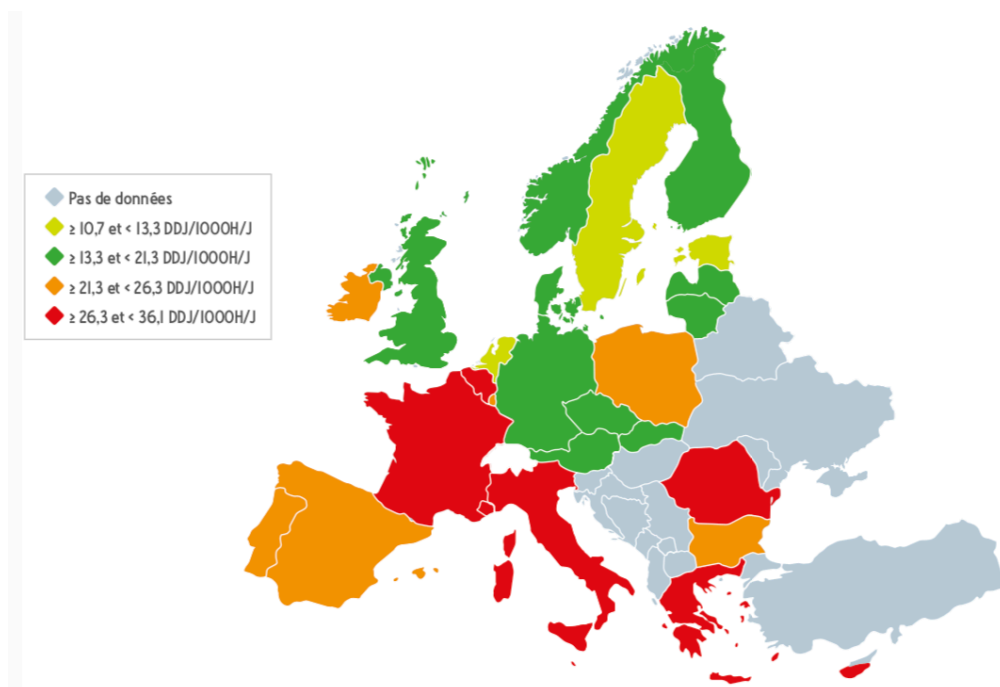 Pas de données
≥ 10,7 et < 13,3 DDJ/1000H/J
≥ 13,3 et < 21,3 DDJ/1000H/J
≥ 21,3 et < 26,3 DDJ/1000H/J
≥ 26,3 et < 36,1 DDJ/1000H/J